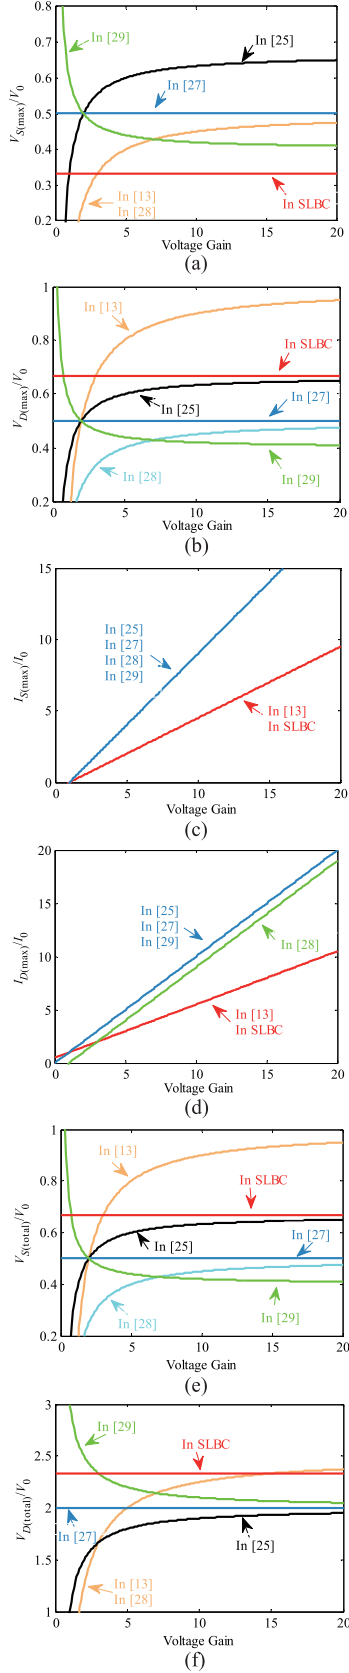 0.8
0.7
0.6
0.5
0.4
0.3
0.2
V_S(max)/V_0
In [29]
In [25]
In [27]
In [13]
In [28]
In SLBC
0 5 10 15 20
Voltage Gain
(a)
1
0.8
0.6
0.4
0.2
V_D(max)/V_0
In [13]
In SLBC
In [27]
In [25]
In [28]
In [29]
0 5 10 15 20
Voltage Gain
(b)
15
10
5
0
I_S(max)/I_0
In [25]
In [27]
In [28]
In [29]
In [13]
In SLBC
0 5 10 15 20
Voltage Gain
(c)
20
15
10
5
0
I_D(max)/I_0
In [25]
In [27]
In [29]
In [28]
In [13]
In SLBC
0 5 10 15 20
Voltage Gain
(d)
1
0.8
0.6
0.4
0.2
V_S(total)/V_0
In [13]
In SLBC
In [27]
In [25]
In [28]
In [29]
0 5 10 15 20
Voltage Gain
(e)
3
2.5
2
1.5
1
V_D(total)/V_0
In [29]
In SLBC
In [27]
In [25]
In [13]
In [28]
0 5 10 15 20
Voltage Gain
(f)